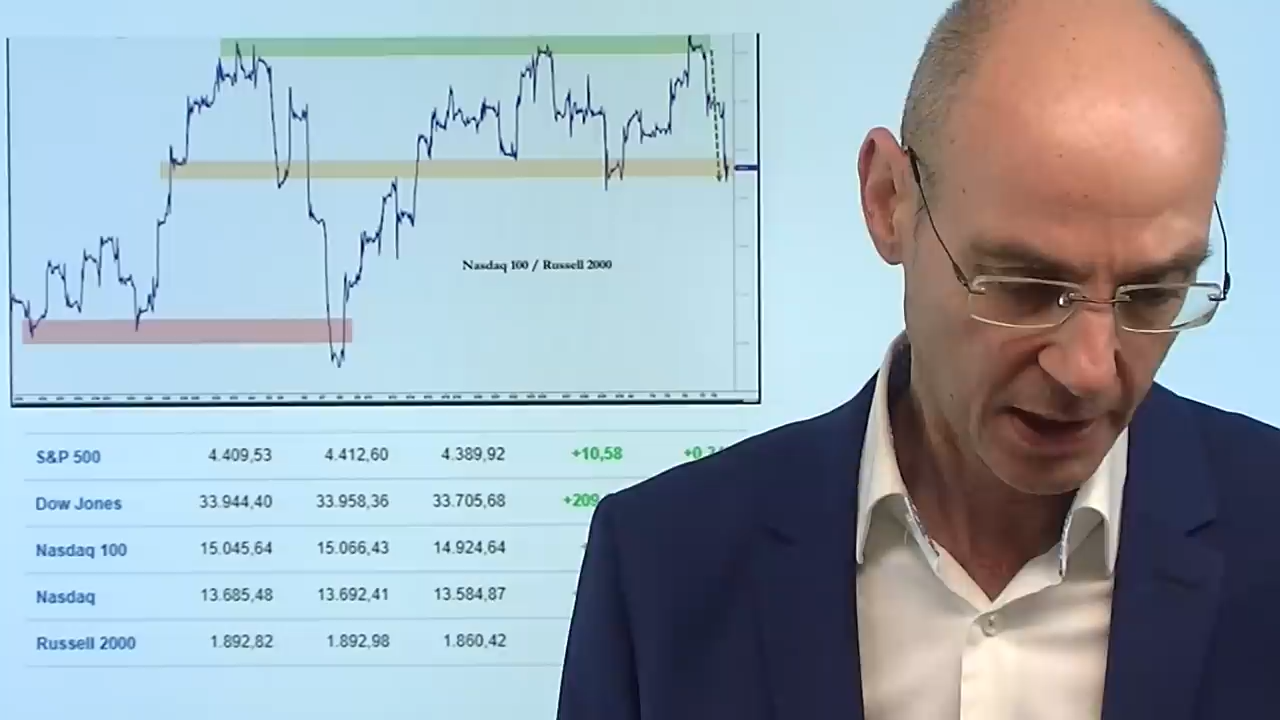 Nasdaq 100 / Russell 2000
S&P 500 4.409,53 4.412,60 4.389,92 +10,58
Dow Jones 33.944,40 33.958,36 33.705,68 +209
Nasdaq 100 15.045,64 15.066,43 14.924,64
Nasdaq 13.685,48 13.692,41 13.584,87
Russell 2000 1.892,82 1.892,98 1.860,42